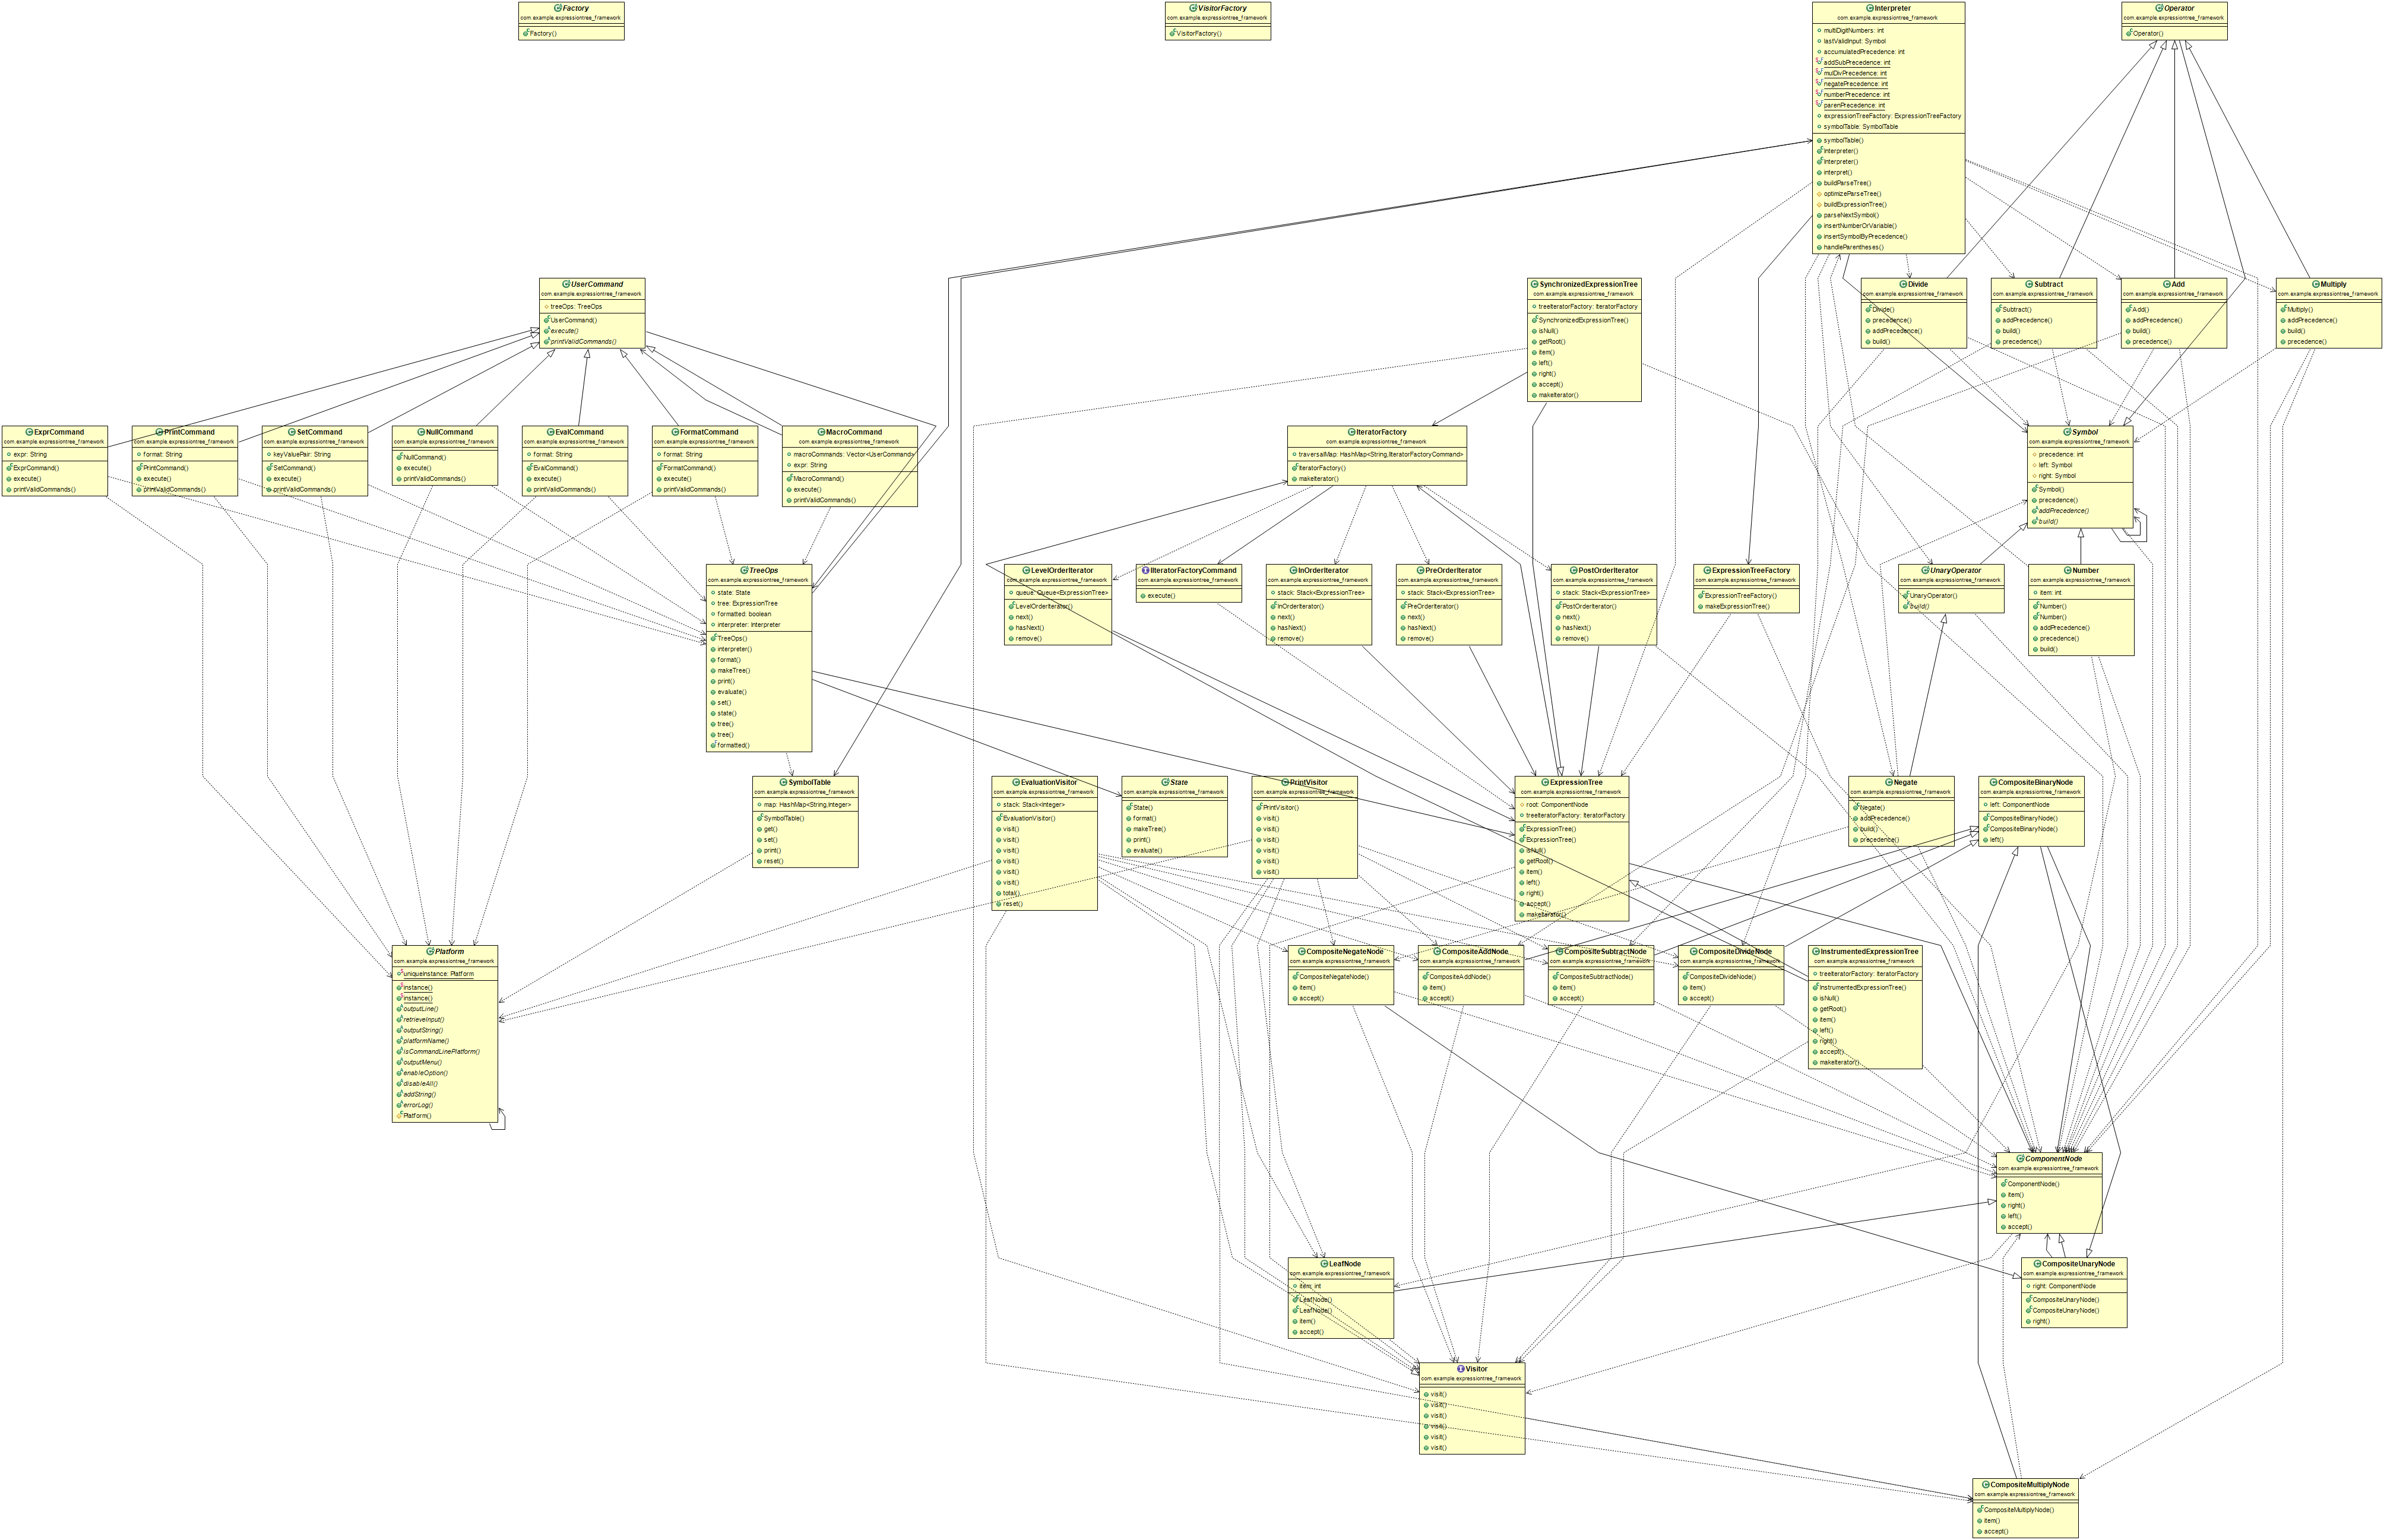 Factory
com.example.expressiontree_framework
Factory()
VisitorFactory
com.example.expressiontree_framework
VisitorFactory()
Interpreter
com.example.expressiontree_framework
multiDigitNumbers: int
lastValidInput: Symbol
accumulatedPrecedence: int
addSubPrecedence: int
mulDivPrecedence: int
negatePrecedence: int
numberPrecedence: int
parenPrecedence: int
expressionTreeFactory: ExpressionTreeFactory
symbolTable: SymbolTable
symbolTable()
Interpreter()
Interpreter()
interpret()
buildParseTree()
optimizeParseTree()
buildExpressionTree()
parseNextSymbol()
insertNumberOrVariable()
insertSymbolByPrecedence()
handleParentheses()
Operator
com.example.expressiontree_framework
Operator()
UserCommand
com.example.expressiontree_framework
treeOps: TreeOps
UserCommand()
execute()
printValidCommands()
SynchronizedExpressionTree
com.example.expressiontree_framework
treeIteratorFactory: IteratorFactory
SynchronizedExpressionTree()
isNull()
getRoot()
item()
left()
right()
accept()
makeIterator()
Divide
com.example.expressiontree_framework
Divide()
precedence()
addPrecedence()
build()
Subtract
com.example.expressiontree_framework
Subtract()
addPrecedence()
build()
precedence()
Add
com.example.expressiontree_framework
Add()
addPrecedence()
build()
precedence()
Multiply
com.example.expressiontree_framework
Multiply()
addPrecedence()
build()
precedence()
ExprCommand
com.example.expressiontree_framework
expr: String
ExprCommand()
execute()
printValidCommands()
PrintCommand
com.example.expressiontree_framework
format: String
PrintCommand()
execute()
printValidCommands()
SetCommand
com.example.expressiontree_framework
keyValuePair: String
SetCommand()
execute()
printValidCommands()
NullCommand
com.example.expressiontree_framework
NullCommand()
execute()
printValidCommands()
EvalCommand
com.example.expressiontree_framework
format: String
EvalCommand()
execute()
printValidCommands()
FormatCommand
com.example.expressiontree_framework
format: String
FormatCommand()
execute()
printValidCommands()
MacroCommand
com.example.expressiontree_framework
macroCommands: Vector<UserCommand>
expr: String
MacroCommand()
execute()
printValidCommands()
IteratorFactory
com.example.expressiontree_framework
traversalMap: HashMap<String,IIteratorFactoryCommand>
IteratorFactory()
makeIterator()
Symbol
com.example.expressiontree_framework
precedence: int
left: Symbol
right: Symbol
Symbol()
precedence()
addPrecedence()
build()
TreeOps
com.example.expressiontree_framework
state: State
tree: ExpressionTree
formatted: boolean
interpreter: Interpreter
TreeOps()
interpreter()
format()
makeTree()
print()
evaluate()
set()
state()
tree()
tree()
formatted()
LevelOrderIterator
com.example.expressiontree_framework
queue: Queue<ExpressionTree>
LevelOrderIterator()
next()
hasNext()
remove()
IIteratorFactoryCommand
com.example.expressiontree_framework
execute()
InOrderIterator
com.example.expressiontree_framework
stack: Stack<ExpressionTree>
InOrderIterator()
next()
hasNext()
remove()
PreOrderIterator
com.example.expressiontree_framework
stack: Stack<ExpressionTree>
PreOrderIterator()
next()
hasNext()
remove()
PostOrderIterator
com.example.expressiontree_framework
stack: Stack<ExpressionTree>
PostOrderIterator()
next()
hasNext()
remove()
ExpressionTreeFactory
com.example.expressiontree_framework
ExpressionTreeFactory()
makeExpressionTree()
UnaryOperator
com.example.expressiontree_framework
UnaryOperator()
build()
Number
com.example.expressiontree_framework
item: int
Number()
Number()
addPrecedence()
precedence()
build()
SymbolTable
com.example.expressiontree_framework
map: HashMap<String,Integer>
SymbolTable()
get()
set()
print()
reset()
EvaluationVisitor
com.example.expressiontree_framework
stack: Stack<Integer>
EvaluationVisitor()
visit()
visit()
visit()
visit()
visit()
visit()
total()
reset()
State
com.example.expressiontree_framework
State()
format()
makeTree()
print()
evaluate()
PrintVisitor
com.example.expressiontree_framework
PrintVisitor()
visit()
visit()
visit()
visit()
visit()
visit()
ExpressionTree
com.example.expressiontree_framework
root: ComponentNode
treeIteratorFactory: IteratorFactory
ExpressionTree()
ExpressionTree()
isNull()
getRoot()
item()
left()
right()
accept()
makeIterator()
Negate
com.example.expressiontree_framework
Negate()
addPrecedence()
build()
precedence()
CompositeBinaryNode
com.example.expressiontree_framework
left: ComponentNode
CompositeBinaryNode()
CompositeBinaryNode()
left()
Platform
com.example.expressiontree_framework
uniqueInstance: Platform
instance()
instance()
outputLine()
retrieveInput()
outputString()
platformName()
isCommandLinePlatform()
outputMenu()
enableOption()
disableAll()
addString()
errorLog()
Platform()
CompositeNegateNode
com.example.expressiontree_framework
CompositeNegateNode()
item()
accept()
CompositeAddNode
com.example.expressiontree_framework
CompositeAddNode()
item()
accept()
CompositeSubtractNode
com.example.expressiontree_framework
CompositeSubtractNode()
item()
accept()
CompositeDivideNode
com.example.expressiontree_framework
CompositeDivideNode()
item()
accept()
InstrumentedExpressionTree
com.example.expressiontree_framework
treeIteratorFactory: IteratorFactory
InstrumentedExpressionTree()
isNull()
getRoot()
item()
left()
right()
accept()
makeIterator()
ComponentNode
com.example.expressiontree_framework
ComponentNode()
item()
right()
left()
accept()
LeafNode
com.example.expressiontree_framework
item: int
LeafNode()
LeafNode()
item()
accept()
CompositeUnaryNode
com.example.expressiontree_framework
right: ComponentNode
CompositeUnaryNode()
CompositeUnaryNode()
right()
Visitor
com.example.expressiontree_framework
visit()
visit()
visit()
visit()
visit()
visit()
CompositeMultiplyNode
com.example.expressiontree_framework
CompositeMultiplyNode()
item()
accept()